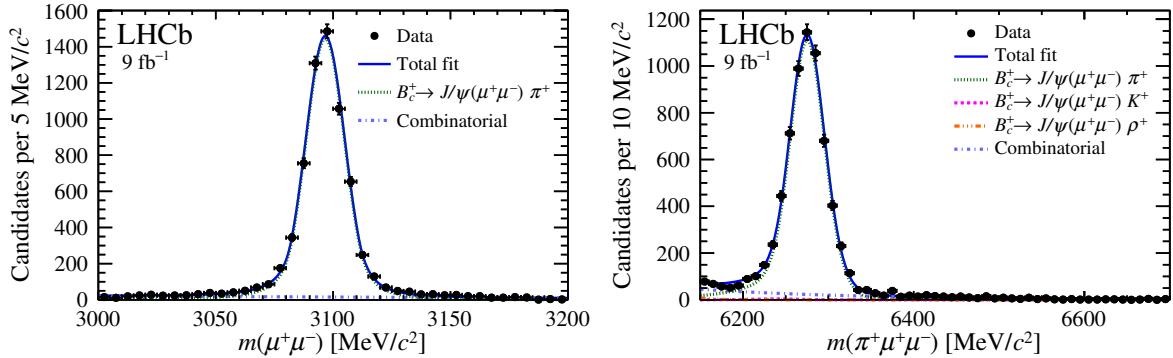 LHCb
9 fb⁻¹
Data
Total fit
B_c⁺→ J/ψ(μ⁺μ⁻) π⁺
Combinatorial
Candidates per 5 MeV/c²
1600
1400
1200
1000
800
600
400
200
0
3000 3050 3100 3150 3200
m(μ⁺μ⁻) [MeV/c²]
LHCb
9 fb⁻¹
Data
Total fit
B_c⁺→ J/ψ(μ⁺μ⁻) π⁺
B_c⁺→ J/ψ(μ⁺μ⁻) K⁺
B_c⁺→ J/ψ(μ⁺μ⁻) ρ⁺
Combinatorial
Candidates per 10 MeV/c²
1200
1000
800
600
400
200
0
6200 6400 6600
m(π⁺μ⁺μ⁻) [MeV/c²]